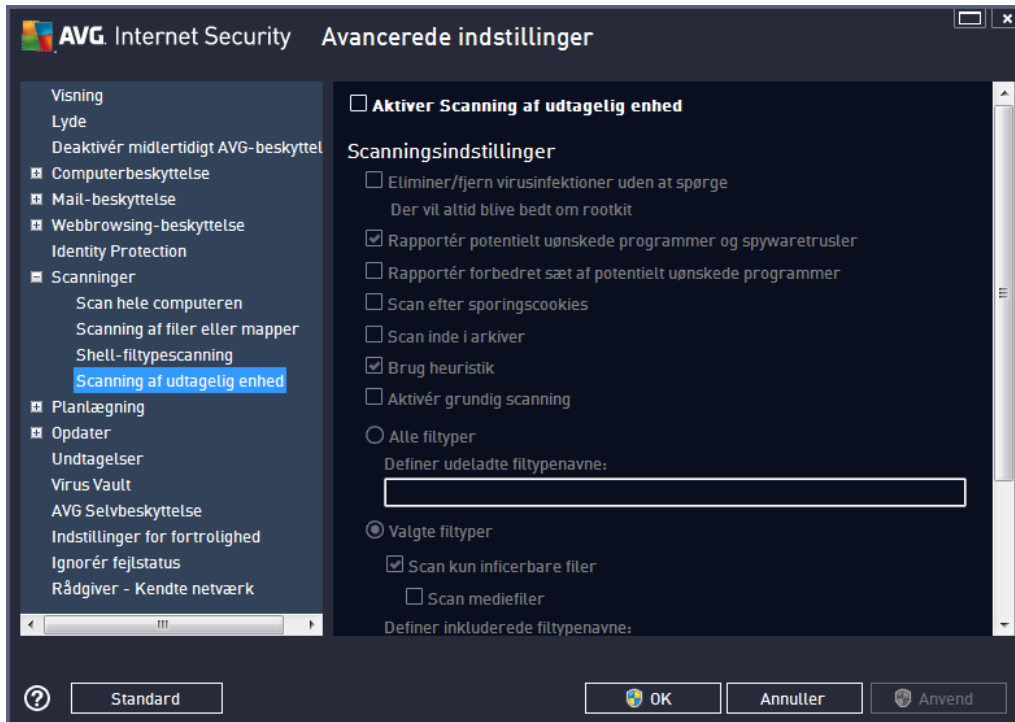 AVG. Internet Security Avancerede indstillinger
Visning
Lyde
Deaktivér midlertidigt AVG-beskyttel
Computerbeskyttelse
Mail-beskyttelse
Webbrowsing-beskyttelse
Identity Protection
Scanninger
Scan hele computeren
Scanning af filer eller mapper
Shell-filtypescanning
Scanning af udtagelig enhed
Planlægning
Opdater
Undtagelser
Virus Vault
AVG Selvbeskyttelse
Indstillinger for fortrolighed
Ignorér fejlstatus
Rådgiver - Kendte netværk
Aktiver Scanning af udtagelig enhed
Scanningsindstillinger
Eliminer/fjern virusinfektioner uden at spørge
Der vil altid blive bedt om rootkit
Rapportér potentielt uønskede programmer og spywaretrusler
Rapportér forbedret sæt af potentielt uønskede programmer
Scan efter sporingscookies
Scan inde i arkiver
Brug heuristik
Aktivér grundig scanning
Alle filtyper
Definer udeladte filtypenavne:
Valgte filtyper
Scan kun inficerbare filer
Scan mediefiler
Definer inkluderede filtypenavne:
Standard
OK
Annuller
Anvend